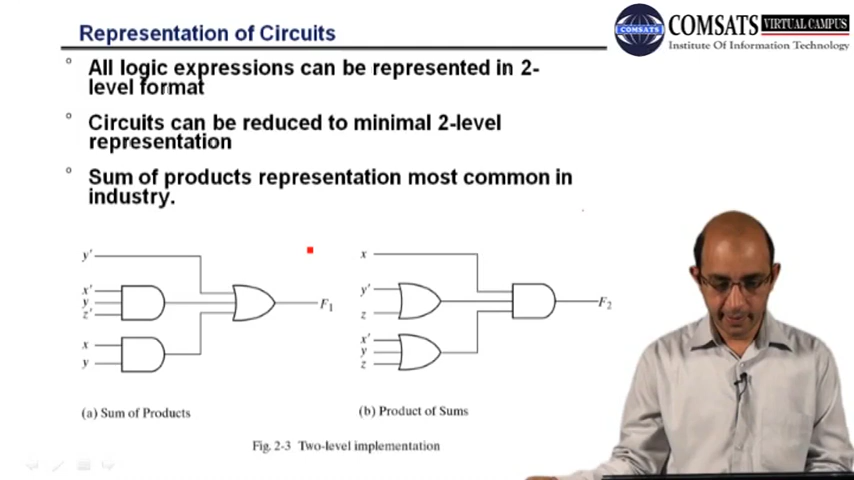 Representation of Circuits
COMSATS
COMSATS VIRTUAL CAMPUS
Institute Of Information Technology
° All logic expressions can be represented in 2-
level format
° Circuits can be reduced to minimal 2-level
representation
° Sum of products representation most common in
industry.
y'
x'
y
z'
x
y
F1
(a) Sum of Products
x
y'
z
x'
y
z
F2
(b) Product of Sums
Fig. 2-3 Two-level implementation